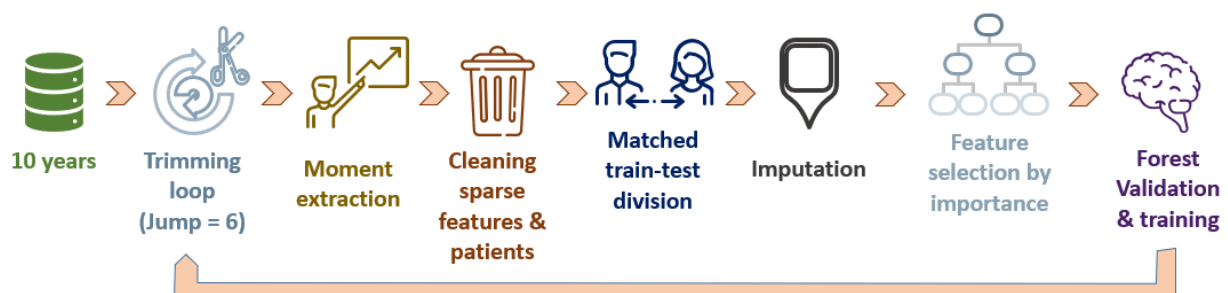 10 years
Trimming
loop
(Jump = 6)
Moment
extraction
Cleaning
sparse
features &
patients
Matched
train-test
division
Imputation
Feature
selection by
importance
Forest
Validation
& training